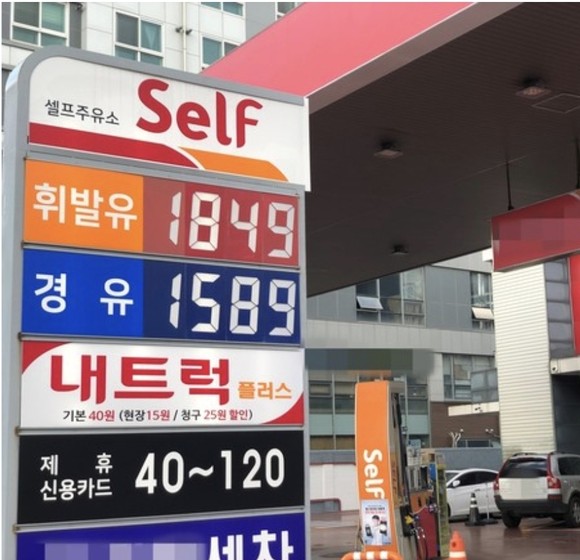 셀프주유소 Self
휘발유 1849
경유 1589
내트럭 플러스
기본 40원 (현장15원 / 청구 25원 할인)
제휴 신용카드 40~120
세차
Self